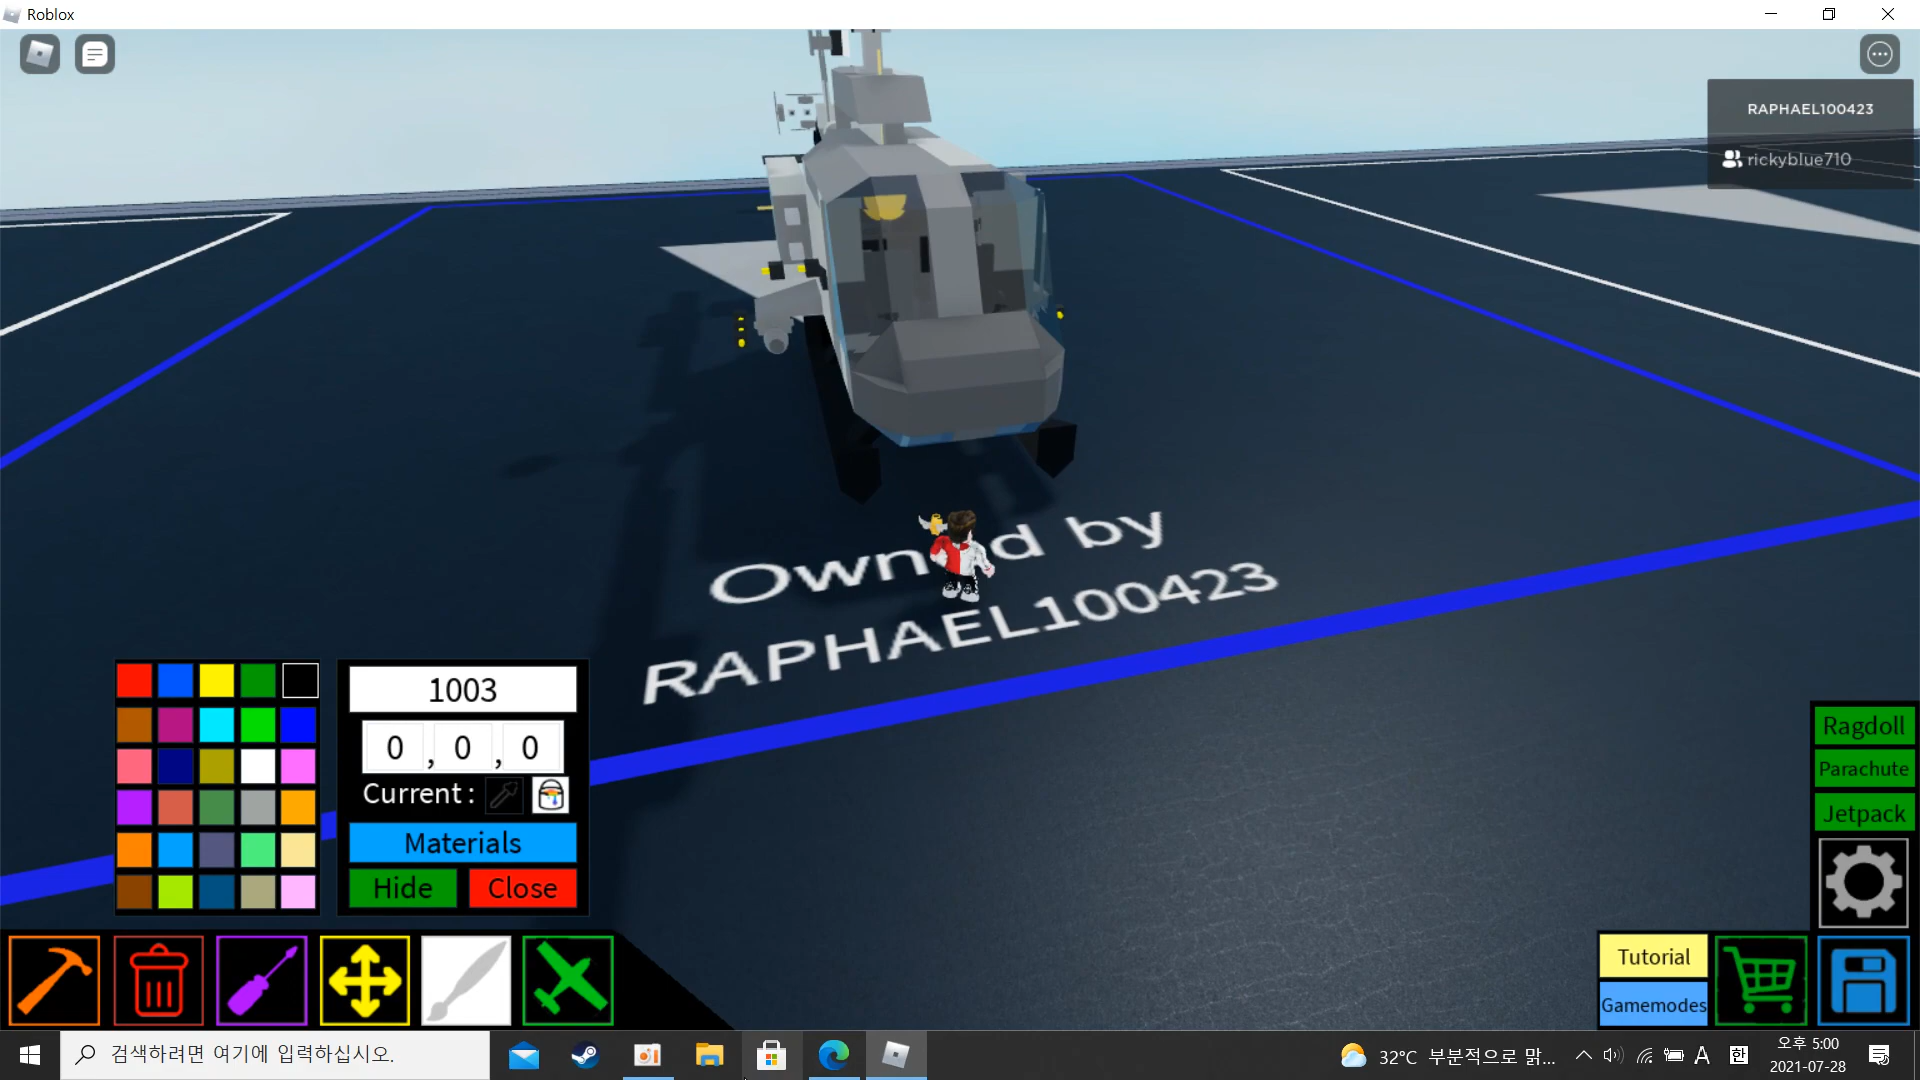 Roblox
RAPHAEL100423
rickyblue710
Owned by
RAPHAEL100423
1003
0 , 0 , 0
Current :
Materials
Hide
Close
Ragdoll
Parachute
Jetpack
Tutorial
Gamemodes
검색하려면 여기에 입력하십시오.
32°C 부분적으로 맑...
A
한
오후 5:00
2021-07-28